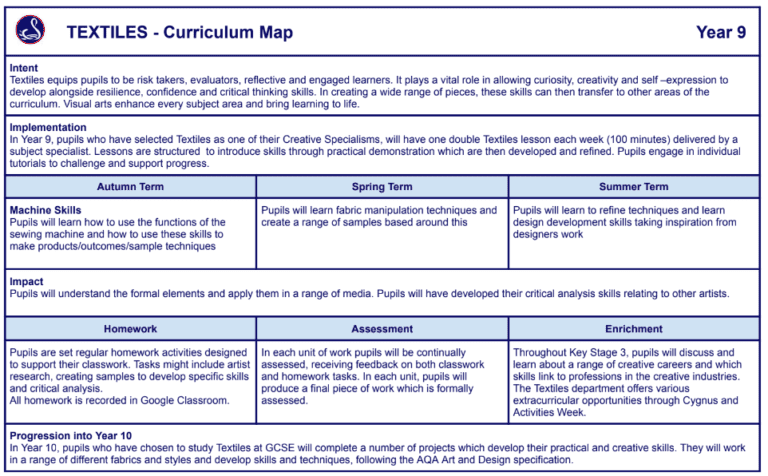 TEXTILES - Curriculum Map
Year 9
Intent
Textiles equips pupils to be risk takers, evaluators, reflective and engaged learners. It plays a vital role in allowing curiosity, creativity and self –expression to
develop alongside resilience, confidence and critical thinking skills. In creating a wide range of pieces, these skills can then transfer to other areas of the
curriculum. Visual arts enhance every subject area and bring learning to life.
Implementation
In Year 9, pupils who have selected Textiles as one of their Creative Specialisms, will have one double Textiles lesson each week (100 minutes) delivered by a
subject specialist. Lessons are structured to introduce skills through practical demonstration which are then developed and refined. Pupils engage in individual
tutorials to challenge and support progress.
Autumn Term
Spring Term
Summer Term
Machine Skills
Pupils will learn how to use the functions of the
sewing machine and how to use these skills to
make products/outcomes/sample techniques
Pupils will learn fabric manipulation techniques and
create a range of samples based around this
Pupils will learn to refine techniques and learn
design development skills taking inspiration from
designers work
Impact
Pupils will understand the formal elements and apply them in a range of media. Pupils will have developed their critical analysis skills relating to other artists.
Homework
Assessment
Enrichment
Pupils are set regular homework activities designed
to support their classwork. Tasks might include artist
research, creating samples to develop specific skills
and critical analysis.
All homework is recorded in Google Classroom.
In each unit of work pupils will be continually
assessed, receiving feedback on both classwork
and homework tasks. In each unit, pupils will
produce a final piece of work which is formally
assessed.
Throughout Key Stage 3, pupils will discuss and
learn about a range of creative careers and which
skills link to professions in the creative industries.
The Textiles department offers various
extracurricular opportunities through Cygnus and
Activities Week.
Progression into Year 10
In Year 10, pupils who have chosen to study Textiles at GCSE will complete a number of projects which develop their practical and creative skills. They will work
in a range of different fabrics and styles and develop skills and techniques, following the AQA Art and Design specification.